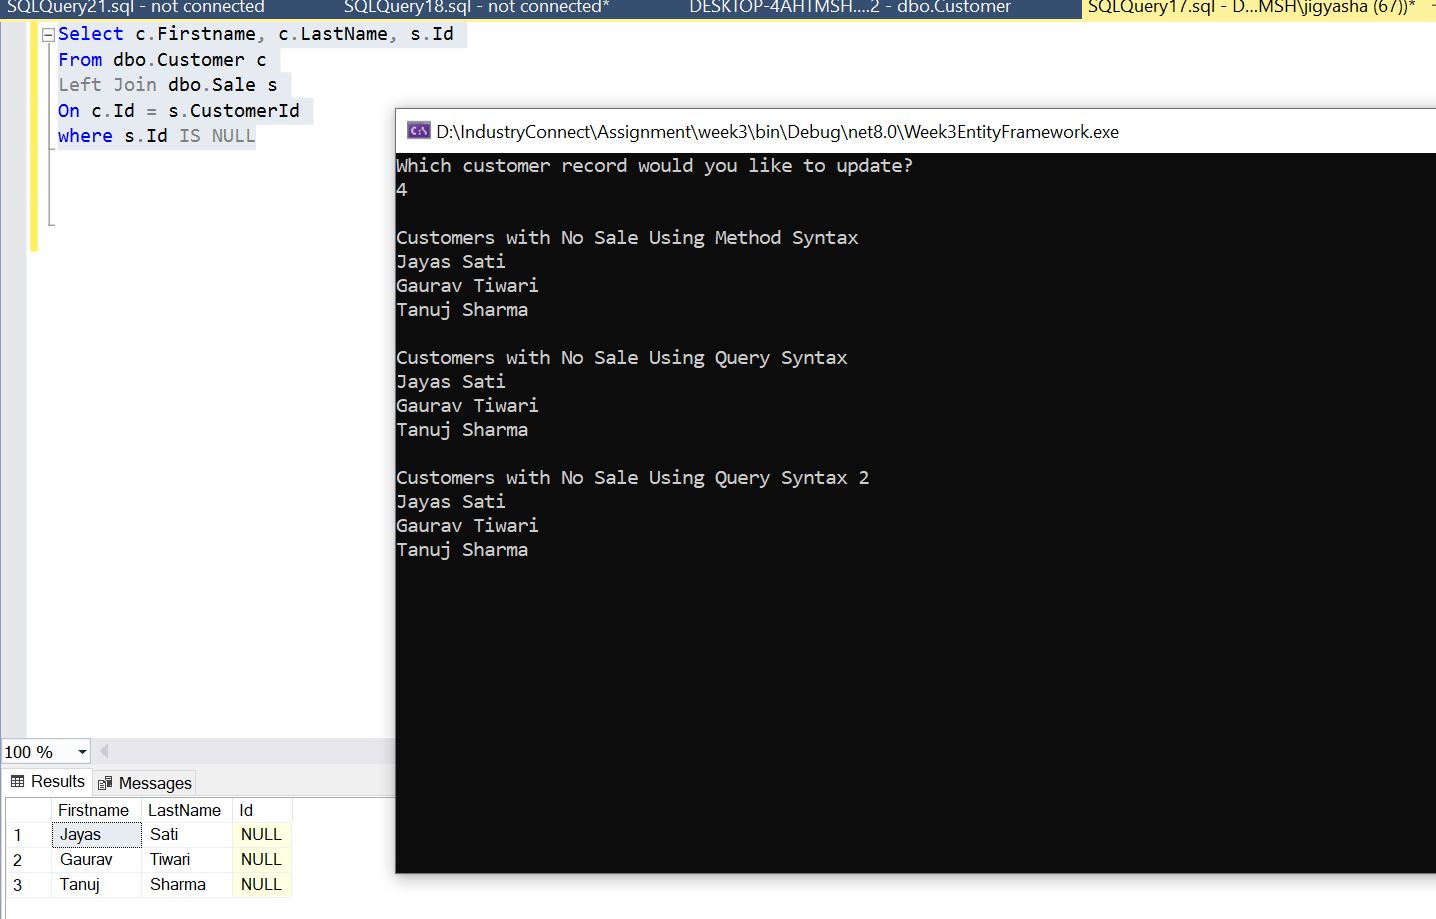 SQLQuery21.sql - not connected
SQLQuery18.sql - not connected*
DESKTOP-4AHTMSH....2 - dbo.Customer
SQLQuery17.sql - D...MSH\jigyasha (67))*
Select c.Firstname, c.LastName, s.Id
From dbo.Customer c
Left Join dbo.Sale s
On c.Id = s.CustomerId
where s.Id IS NULL
D:\IndustryConnect\Assignment\week3\bin\Debug\net8.0\Week3EntityFramework.exe
Which customer record would you like to update?
4
Customers with No Sale Using Method Syntax
Jayas Sati
Gaurav Tiwari
Tanuj Sharma
Customers with No Sale Using Query Syntax
Jayas Sati
Gaurav Tiwari
Tanuj Sharma
Customers with No Sale Using Query Syntax 2
Jayas Sati
Gaurav Tiwari
Tanuj Sharma
100 %
Results Messages
Firstname LastName Id
1 Jayas Sati NULL
2 Gaurav Tiwari NULL
3 Tanuj Sharma NULL